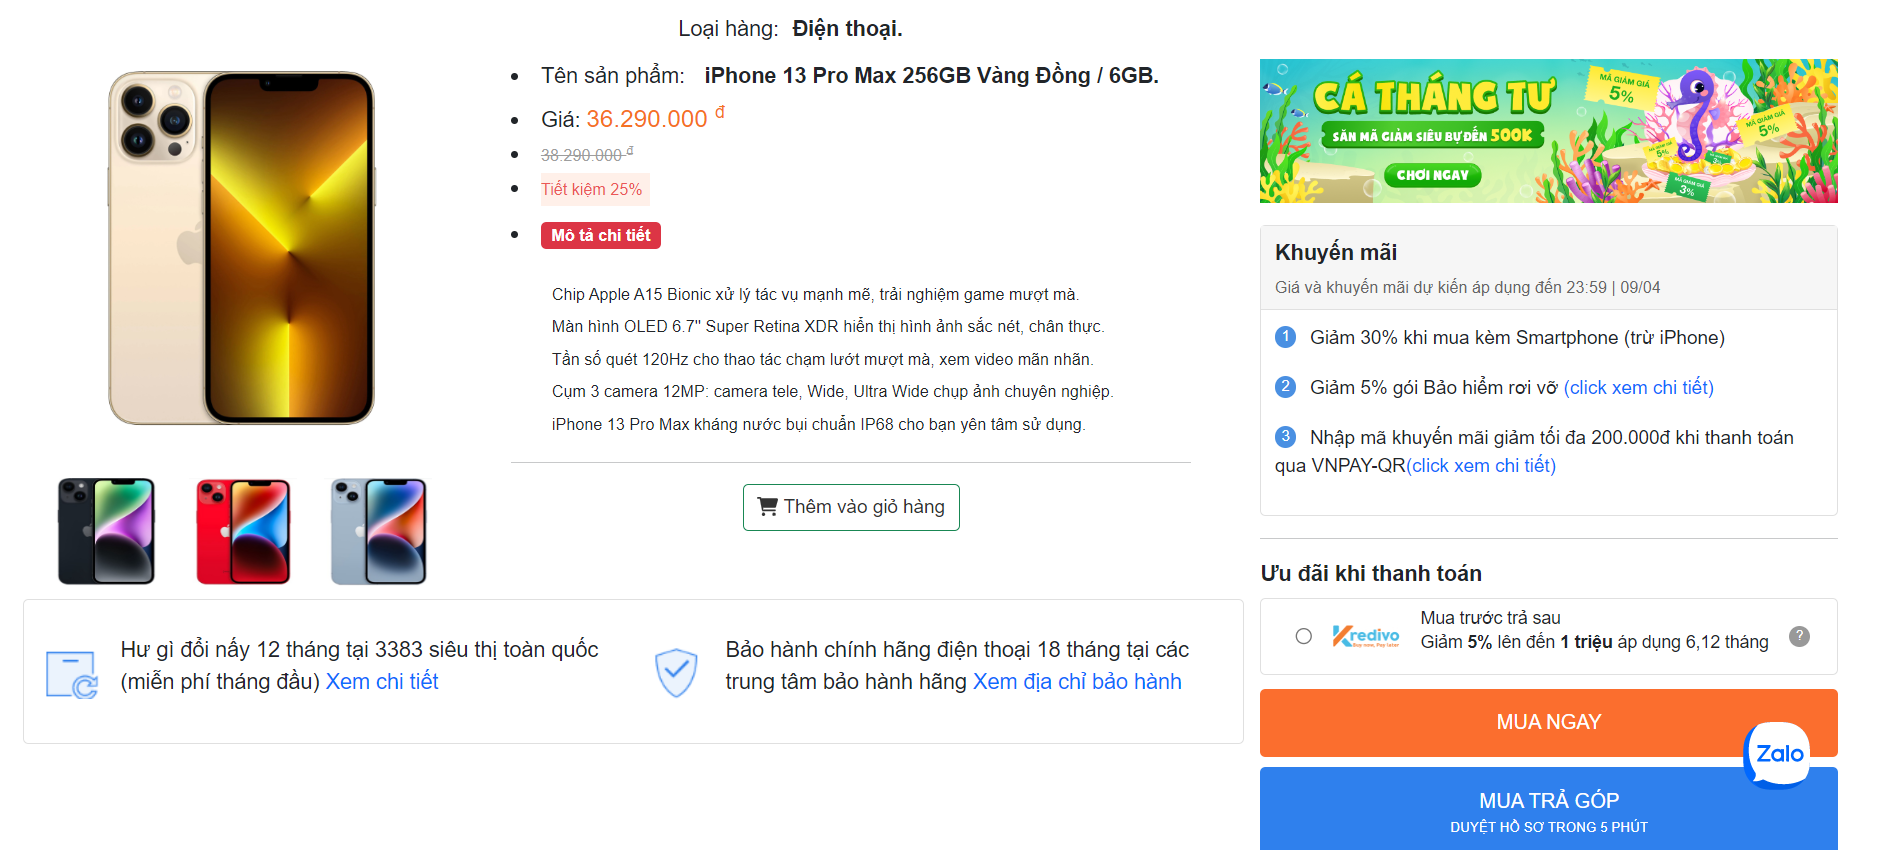 Loại hàng: Điện thoại.
Tên sản phẩm: iPhone 13 Pro Max 256GB Vàng Đồng / 6GB.
Giá: 36.290.000 đ
38.290.000 đ
Tiết kiệm 25%
Mô tả chi tiết
Chip Apple A15 Bionic xử lý tác vụ mạnh mẽ, trải nghiệm game mượt mà.
Màn hình OLED 6.7" Super Retina XDR hiển thị hình ảnh sắc nét, chân thực.
Tần số quét 120Hz cho thao tác chạm lướt mượt mà, xem video mãn nhãn.
Cụm 3 camera 12MP: camera tele, Wide, Ultra Wide chụp ảnh chuyên nghiệp.
iPhone 13 Pro Max kháng nước bụi chuẩn IP68 cho bạn yên tâm sử dụng.
Thêm vào giỏ hàng
Hư gì đổi nấy 12 tháng tại 3383 siêu thị toàn quốc
(miễn phí tháng đầu) Xem chi tiết
Bảo hành chính hãng điện thoại 18 tháng tại các
trung tâm bảo hành hãng Xem địa chỉ bảo hành
CÁ THÁNG TƯ
SĂN MÃ GIẢM SIÊU BỰ ĐẾN 500K
CHƠI NGAY
MÃ GIẢM GIÁ
5%
MÃ GIẢM GIÁ
5%
MÃ GIẢM GIÁ
5%
MÃ GIẢM GIÁ
3%
Khuyến mãi
Giá và khuyến mãi dự kiến áp dụng đến 23:59 | 09/04
1 Giảm 30% khi mua kèm Smartphone (trừ iPhone)
2 Giảm 5% gói Bảo hiểm rơi vỡ (click xem chi tiết)
3 Nhập mã khuyến mãi giảm tối đa 200.000đ khi thanh toán
qua VNPAY-QR(click xem chi tiết)
Ưu đãi khi thanh toán
Kredivo
Buy now, Pay later
Mua trước trả sau
Giảm 5% lên đến 1 triệu áp dụng 6,12 tháng
?
MUA NGAY
Zalo
MUA TRẢ GÓP
DUYỆT HỒ SƠ TRONG 5 PHÚT